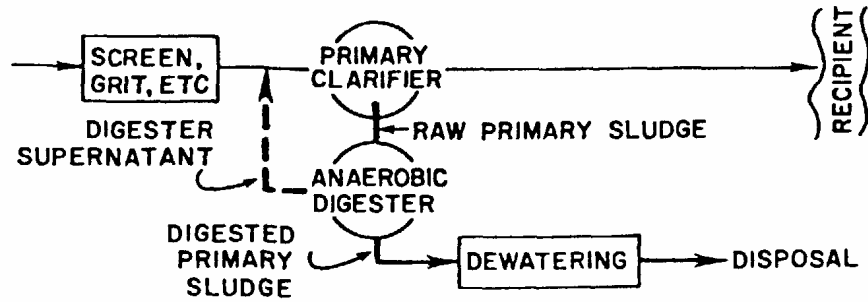 SCREEN,
GRIT, ETC
PRIMARY
CLARIFIER
RECIPIENT
DIGESTER
SUPERNATANT
RAW PRIMARY SLUDGE
ANAEROBIC
DIGESTER
DIGESTED
PRIMARY
SLUDGE
DEWATERING
DISPOSAL